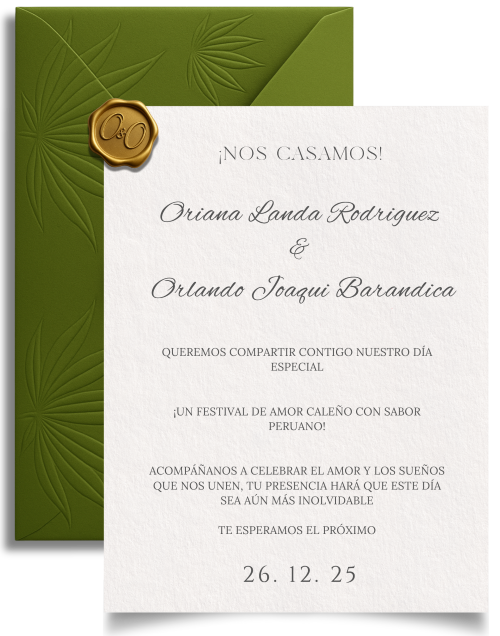 O&O
¡NOS CASAMOS!
Oriana Landa Rodriguez
&
Orlando Joaqui Barandica
QUEREMOS COMPARTIR CONTIGO NUESTRO DÍA
ESPECIAL
¡UN FESTIVAL DE AMOR CALEÑO CON SABOR
PERUANO!
ACOMPÁÑANOS A CELEBRAR EL AMOR Y LOS SUEÑOS
QUE NOS UNEN, TU PRESENCIA HARÁ QUE ESTE DÍA
SEA AÚN MÁS INOLVIDABLE
TE ESPERAMOS EL PRÓXIMO
26. 12. 25